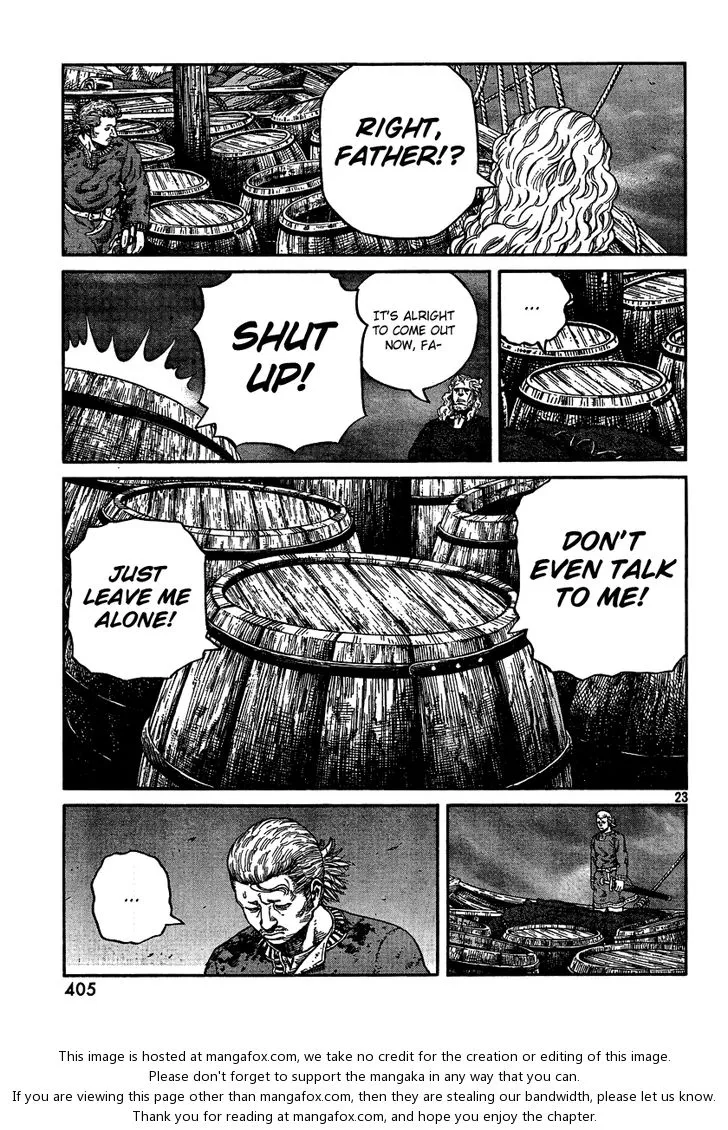 RIGHT,
FATHER!?
...
IT'S ALRIGHT
TO COME OUT
NOW, FA-
SHUT
UP!
DON'T
EVEN TALK
TO ME!
JUST
LEAVE ME
ALONE!
23
...
405
This image is hosted at mangafox.com, we take no credit for the creation or editing of this image.
Please don't forget to support the mangaka in any way that you can.
If you are viewing this page other than mangafox.com, then they are stealing our bandwidth, please let us know.
Thank you for reading at mangafox.com, and hope you enjoy the chapter.